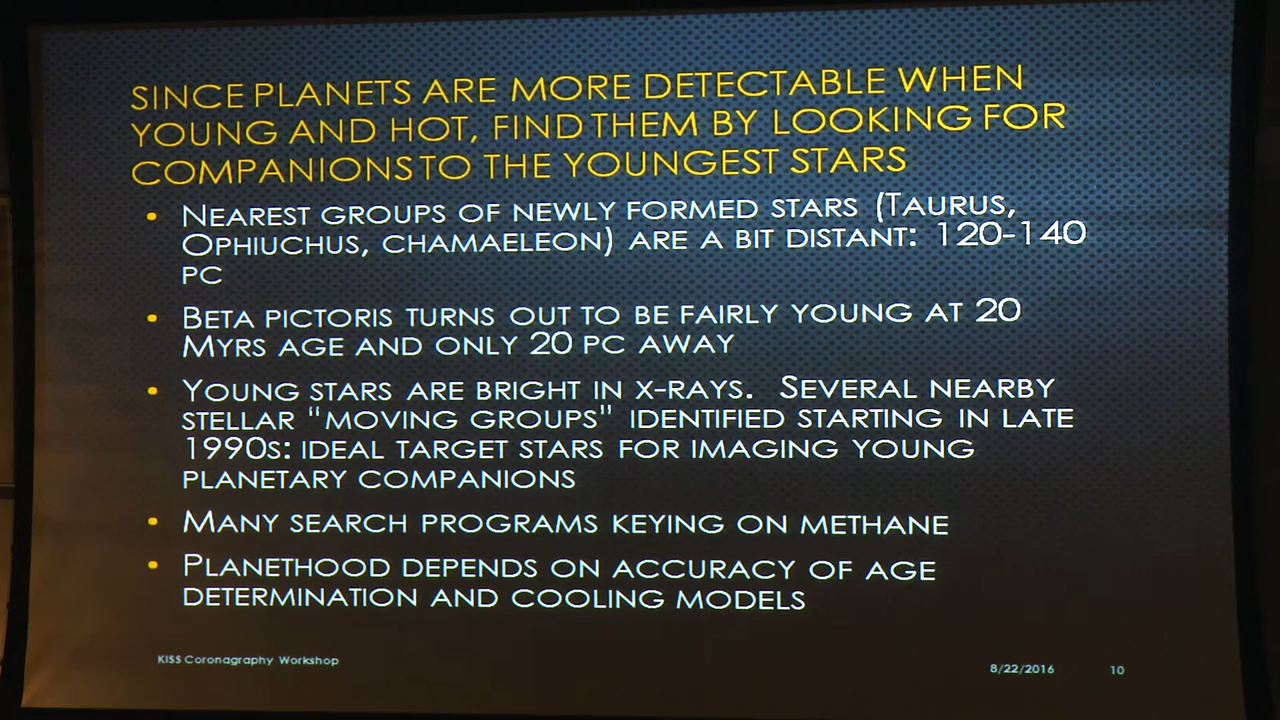 SINCE PLANETS ARE MORE DETECTABLE WHEN
YOUNG AND HOT, FIND THEM BY LOOKING FOR
COMPANIONS TO THE YOUNGEST STARS
• NEAREST GROUPS OF NEWLY FORMED STARS (TAURUS,
OPHIUCHUS, CHAMAELEON) ARE A BIT DISTANT: 120-140
PC
• BETA PICTORIS TURNS OUT TO BE FAIRLY YOUNG AT 20
MYRS AGE AND ONLY 20 PC AWAY
• YOUNG STARS ARE BRIGHT IN X-RAYS. SEVERAL NEARBY
STELLAR "MOVING GROUPS" IDENTIFIED STARTING IN LATE
1990S: IDEAL TARGET STARS FOR IMAGING YOUNG
PLANETARY COMPANIONS
• MANY SEARCH PROGRAMS KEYING ON METHANE
• PLANETHOOD DEPENDS ON ACCURACY OF AGE
DETERMINATION AND COOLING MODELS
KISS Coronagraphy Workshop
8/22/2016
10